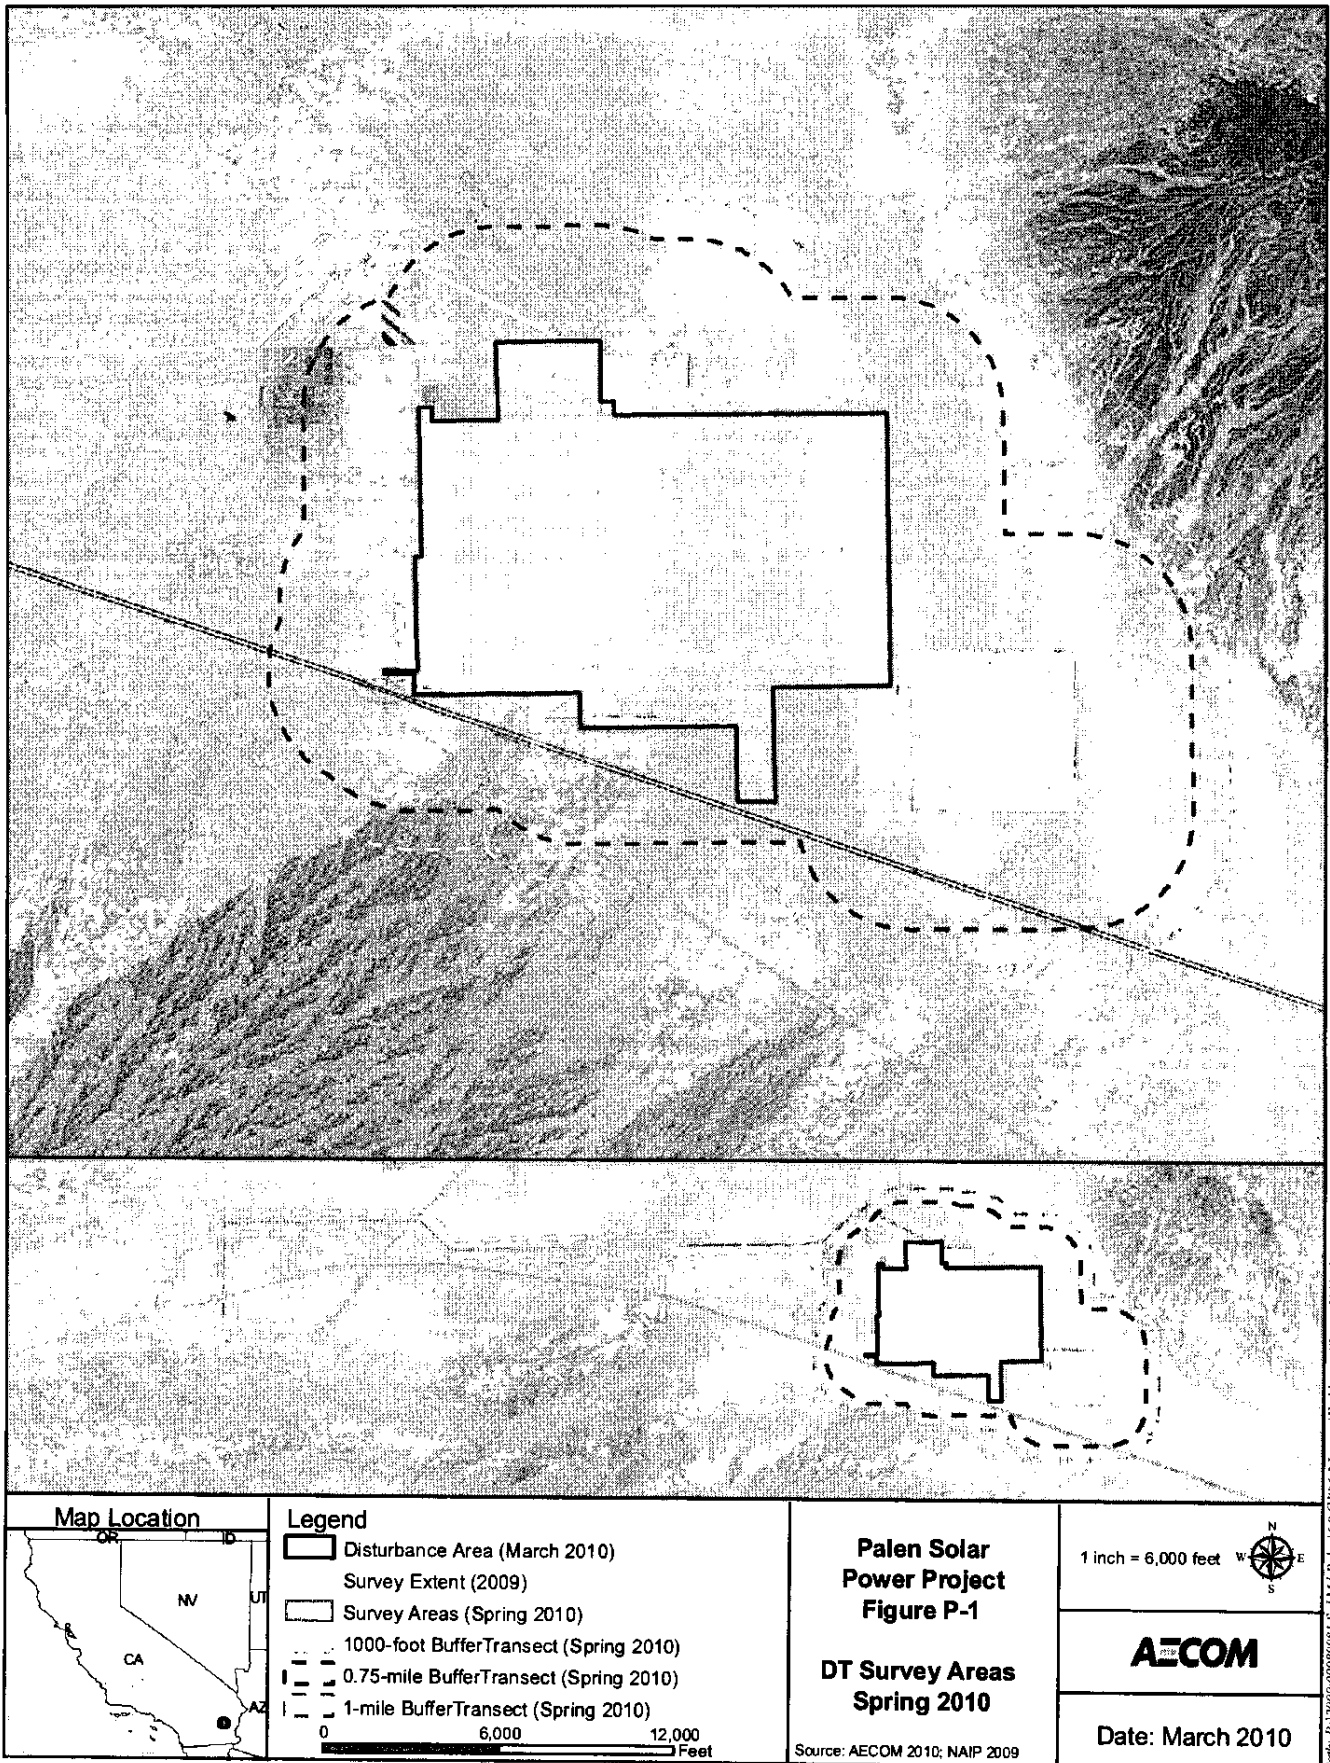 Map Location
OR
ID
NV
UT
CA
AZ
Legend
Disturbance Area (March 2010)
Survey Extent (2009)
Survey Areas (Spring 2010)
1000-foot BufferTransect (Spring 2010)
0.75-mile BufferTransect (Spring 2010)
1-mile BufferTransect (Spring 2010)
0 6,000 12,000
Feet
Palen Solar
Power Project
Figure P-1
DT Survey Areas
Spring 2010
Source: AECOM 2010; NAIP 2009
1 inch = 6,000 feet
N
W E
S
AECOM
Date: March 2010